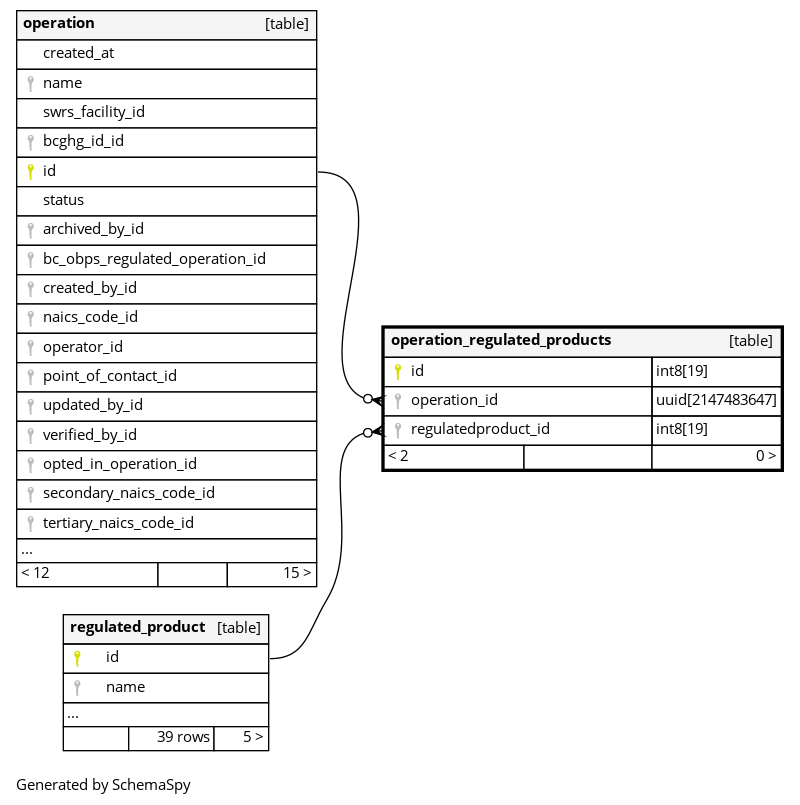 operation [table]
created_at
name
swrs_facility_id
bcghg_id_id
id
status
archived_by_id
bc_obps_regulated_operation_id
created_by_id
naics_code_id
operator_id
point_of_contact_id
updated_by_id
verified_by_id
opted_in_operation_id
secondary_naics_code_id
tertiary_naics_code_id
...
< 12 15 >
operation_regulated_products [table]
id int8[19]
operation_id uuid[2147483647]
regulatedproduct_id int8[19]
< 2 0 >
regulated_product [table]
id
name
...
39 rows 5 >
Generated by SchemaSpy